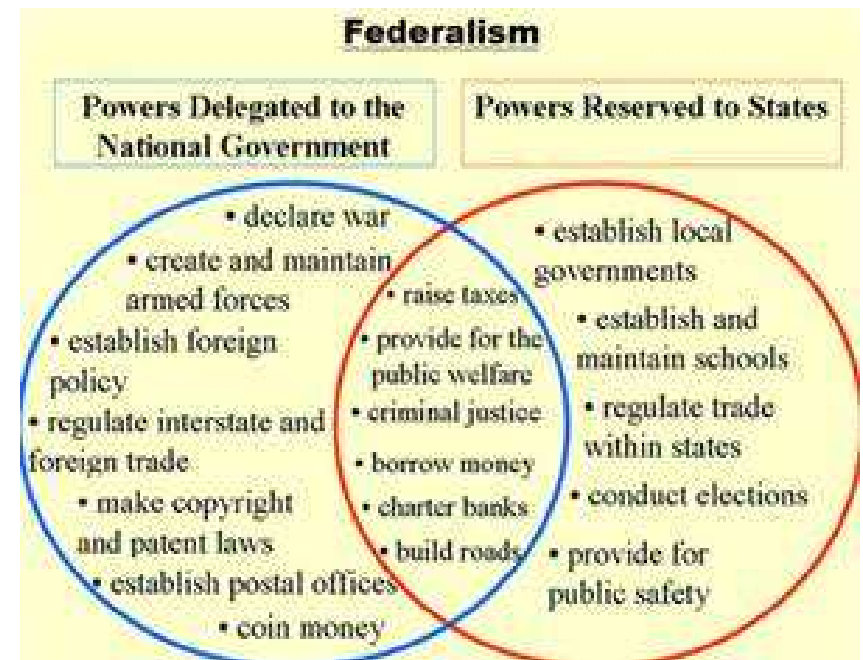 Federalism
Powers Delegated to the
National Government
Powers Reserved to States
• declare war
• create and maintain
armed forces
• establish foreign
policy
• regulate interstate and
foreign trade
• make copyright
and patent laws
• establish postal offices
• coin money
• raise taxes
• provide for the
public welfare
• criminal justice
• borrow money
• charter banks
• build roads
• establish local
governments
• establish and
maintain schools
• regulate trade
within states
• conduct elections
• provide for
public safety